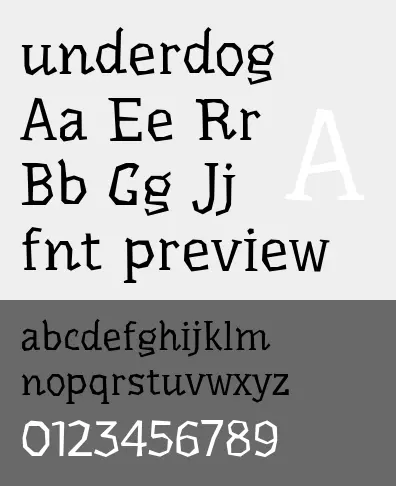 underdog
Aa Ee Rr
A
Bb Gg Jj
fnt preview
abcdefghijklm
nopqrstuvwxyz
0123456789